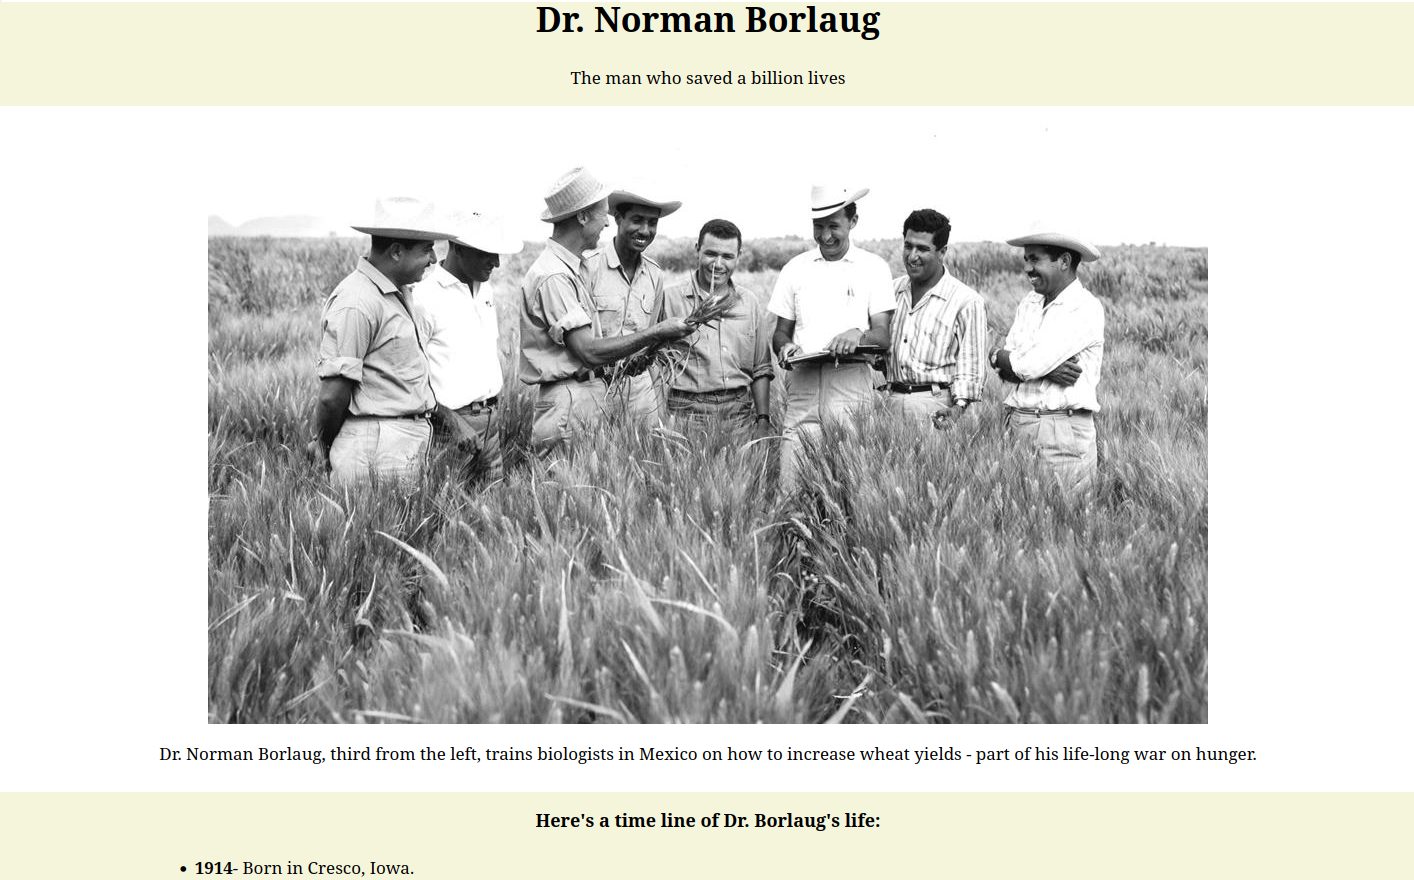 Dr. Norman Borlaug
The man who saved a billion lives
Dr. Norman Borlaug, third from the left, trains biologists in Mexico on how to increase wheat yields - part of his life-long war on hunger.
Here's a time line of Dr. Borlaug's life:
• 1914- Born in Cresco, Iowa.